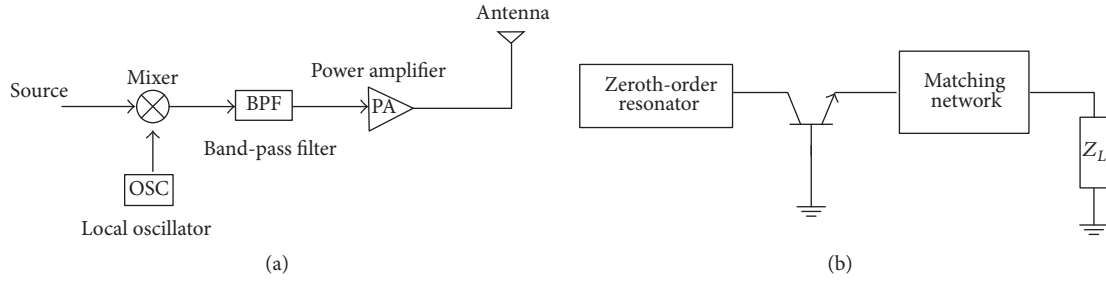 Source
Mixer
OSC
Local oscillator
BPF
Band-pass filter
Power amplifier
PA
Antenna
(a)
Zeroth-order
resonator
Matching
network
Z_L
(b)